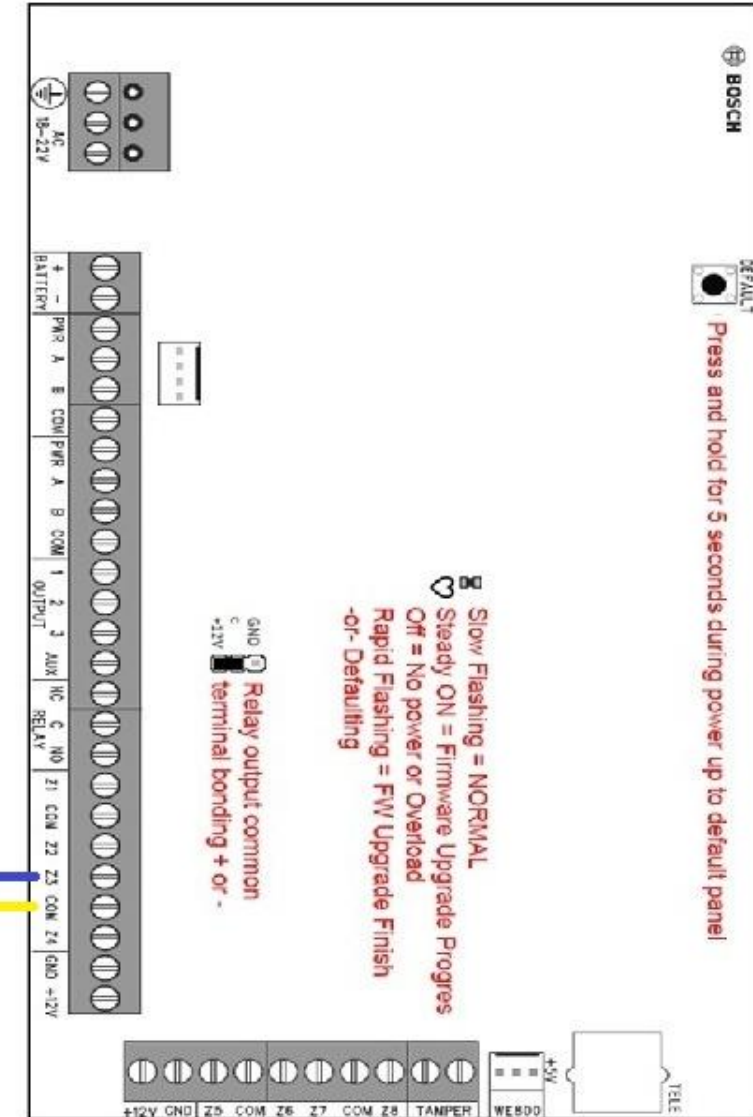 BOSCH
DEFAULT
Press and hold for 5 seconds during power up to default panel
AC
18-22V
+ -
BATTERY
PWR A B COM
PWR A B COM
1 2 3 AUX
OUTPUT
NC C NO
RELAY
Z1 COM Z2 Z3 COM Z4 GND +12V
Slow Flashing = NORMAL
Steady ON = Firmware Upgrade Progres
Off = No power or Overload
Rapid Flashing = FW Upgrade Finish
-or- Defaulting
GND
C
+12V
Relay output common
terminal bonding + or -
+12V GND Z5 COM Z6 Z7 COM Z8 TAMPER
WE800
+5V
TELE